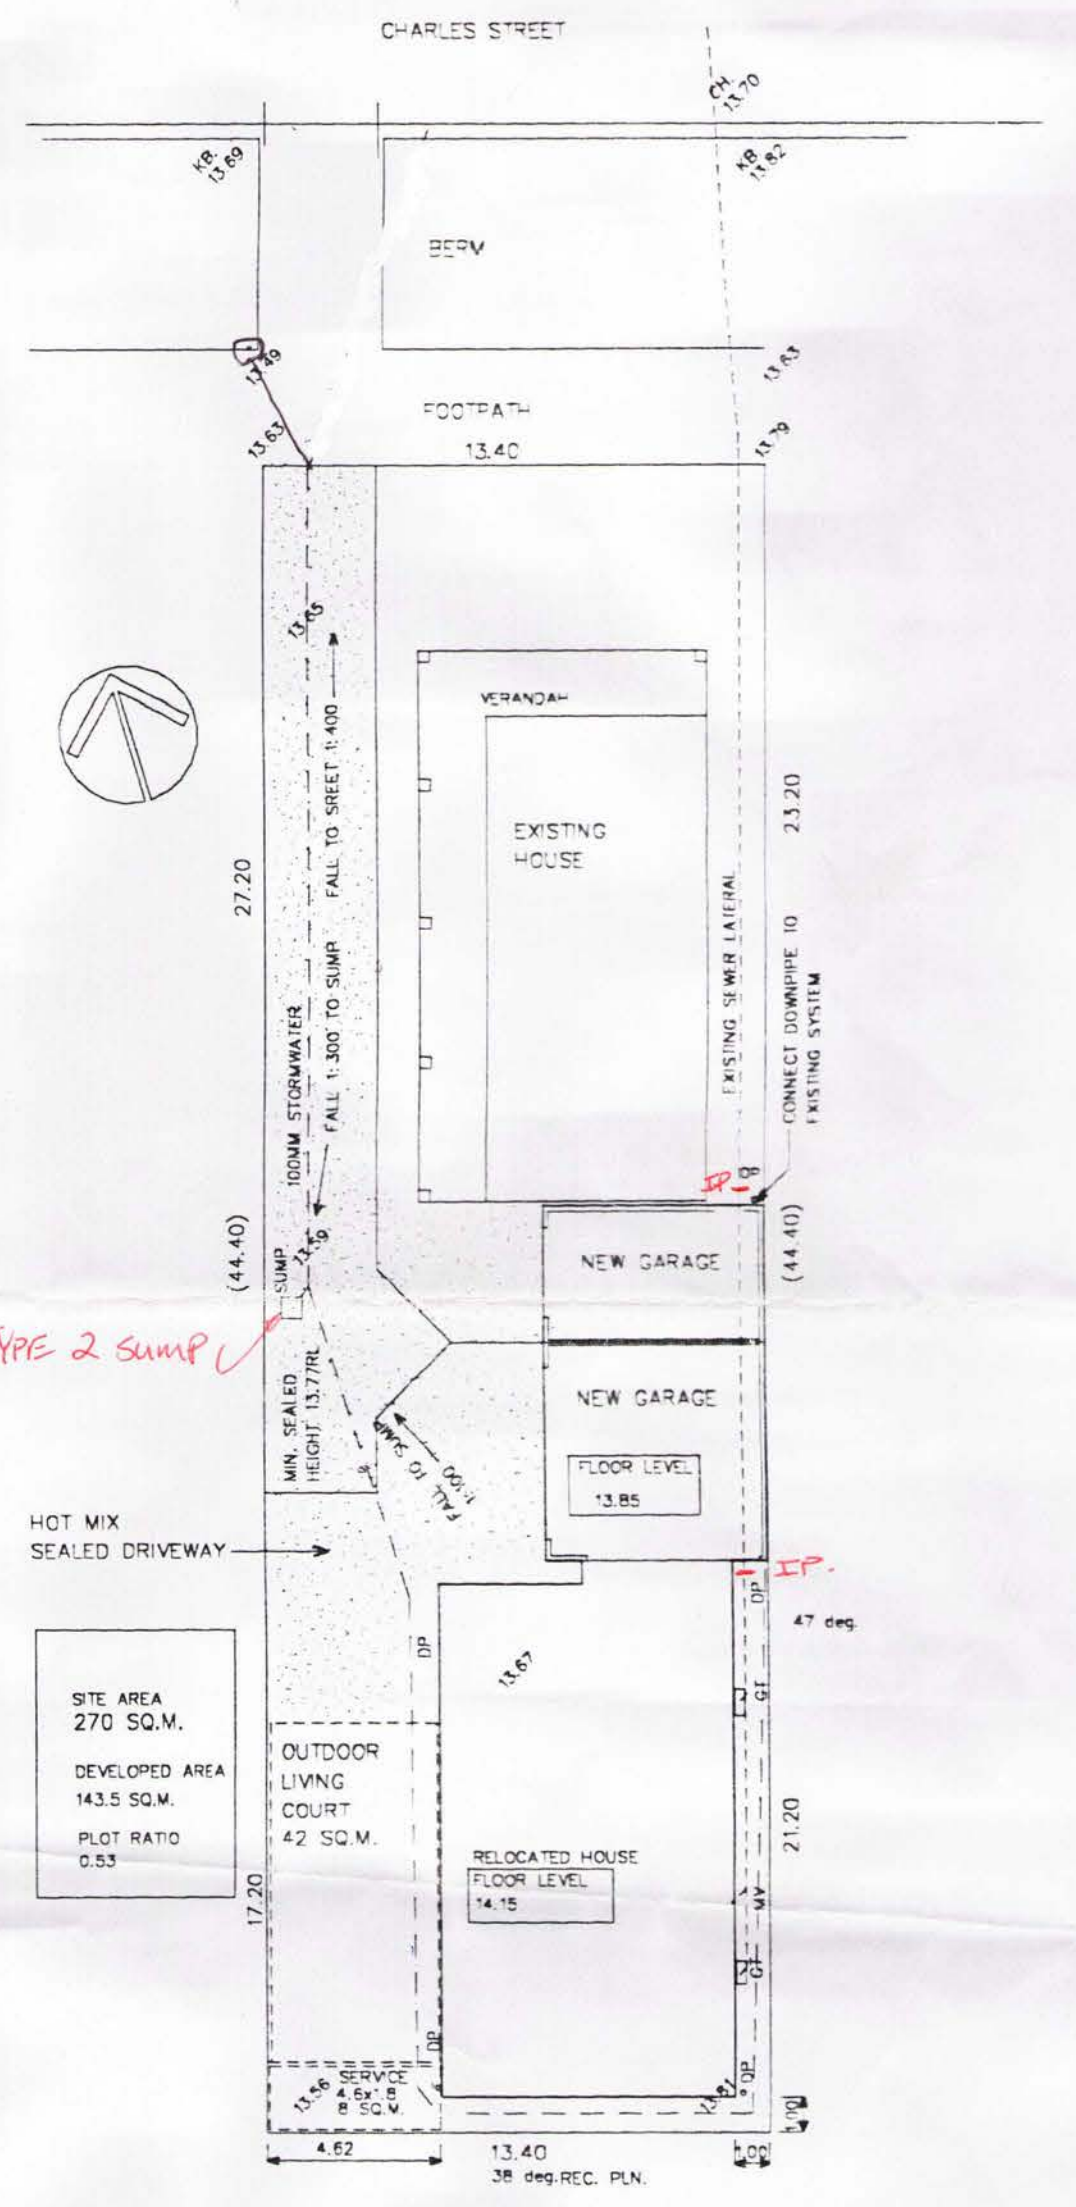 CHARLES STREET
CH.
13.70
KB.
13.69
KB.
13.82
BERM
13.49
13.63
FOOTPATH
13.63
13.40
13.79
13.65
FALL TO SREET 1:400
VERANDAH
EXISTING
HOUSE
23.20
27.20
EXISTING SEWER LATERAL
CONNECT DOWNPIPE TO
EXISTING SYSTEM
FALL 1:300 TO SUMP
100MM STORMWATER
DP
IP
(44.40)
(44.40)
SUMP
NEW GARAGE
YPE 2 SUMP
MIN. SEALED
HEIGHT 13.77RL
NEW GARAGE
FALL TO SUMP
1:100
FLOOR LEVEL
13.85
HOT MIX
SEALED DRIVEWAY
IP.
DP
47 deg.
DP
13.67
SITE AREA
270 SQ.M.
DEVELOPED AREA
143.5 SQ.M.
PLOT RATIO
0.53
GT
OUTDOOR
LIVING
COURT
42 SQ.M.
21.20
RELOCATED HOUSE
FLOOR LEVEL
14.15
17.20
GT
DP
DP
SERVICE
4.6x1.8
8 SQ.M.
13.56
13.81
1.00
4.62
13.40
1.00
38 deg.REC. PLN.